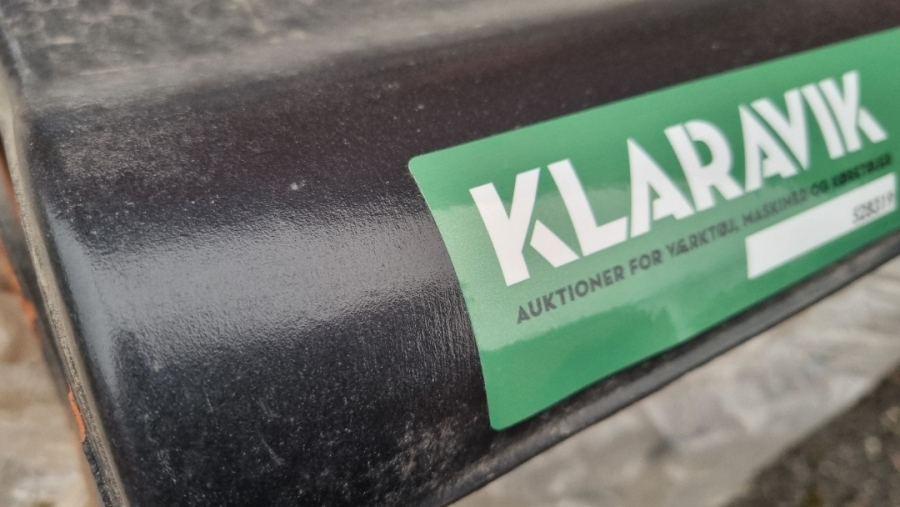 KLARAVIK
AUKTIONER FOR VÆRKTØJ, MASKINER OG KØRETØJER
528319